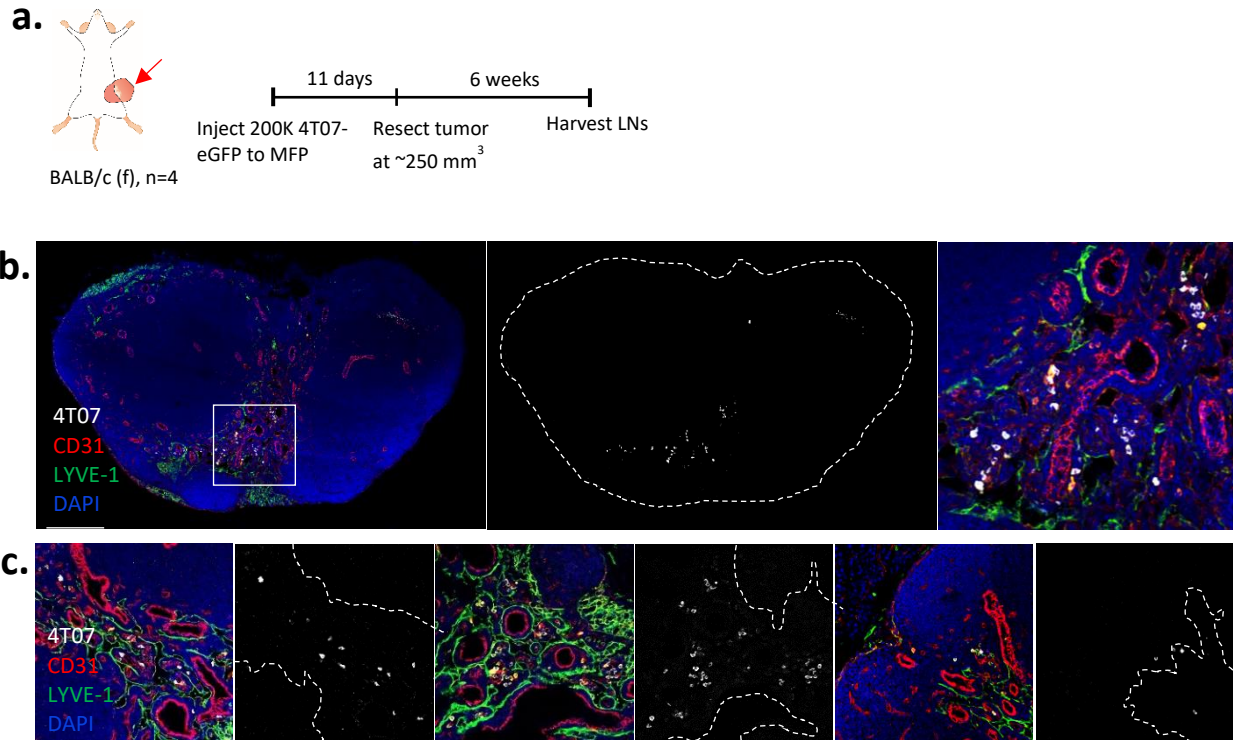 a.
11 days
6 weeks
Inject 200K 4T07-
eGFP to MFP
Resect tumor
at ~250 mm³
Harvest LNs
BALB/c (f), n=4
b.
4T07
CD31
LYVE-1
DAPI
c.
4T07
CD31
LYVE-1
DAPI